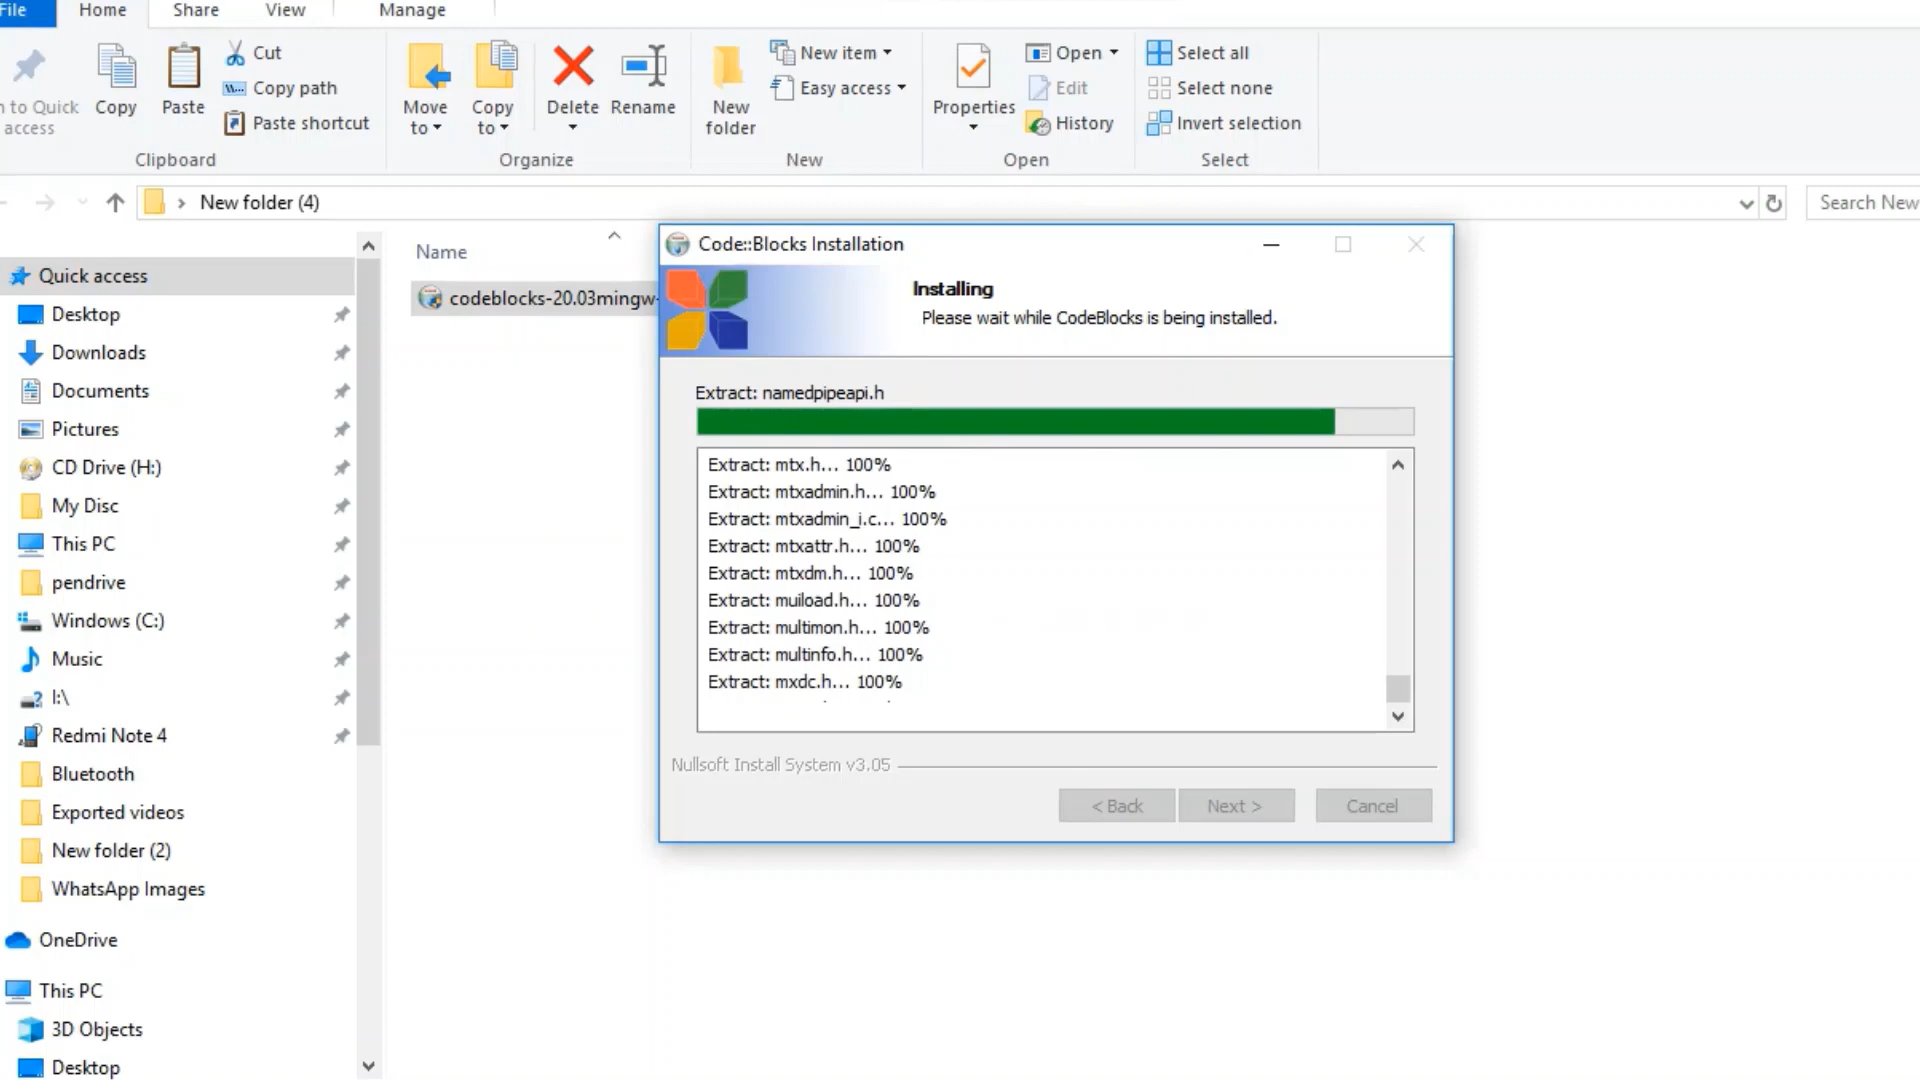 File Home Share View Manage
n to Quick access
Copy
Paste
Cut
Copy path
Paste shortcut
Clipboard
Move to
Copy to
Delete
Rename
Organize
New folder
New item
Easy access
New
Properties
Open
Edit
History
Open
Select all
Select none
Invert selection
Select
New folder (4)
Search New
Quick access
Desktop
Downloads
Documents
Pictures
CD Drive (H:)
My Disc
This PC
pendrive
Windows (C:)
Music
I:\
Redmi Note 4
Bluetooth
Exported videos
New folder (2)
WhatsApp Images
OneDrive
This PC
3D Objects
Desktop
Name
codeblocks-20.03mingw-
Code::Blocks Installation
Installing
Please wait while CodeBlocks is being installed.
Extract: namedpipeapi.h
Extract: mtx.h... 100%
Extract: mtxadmin.h... 100%
Extract: mtxadmin_i.c... 100%
Extract: mtxattr.h... 100%
Extract: mtxdm.h... 100%
Extract: muiload.h... 100%
Extract: multimon.h... 100%
Extract: multinfo.h... 100%
Extract: mxdc.h... 100%
Nullsoft Install System v3.05
< Back
Next >
Cancel